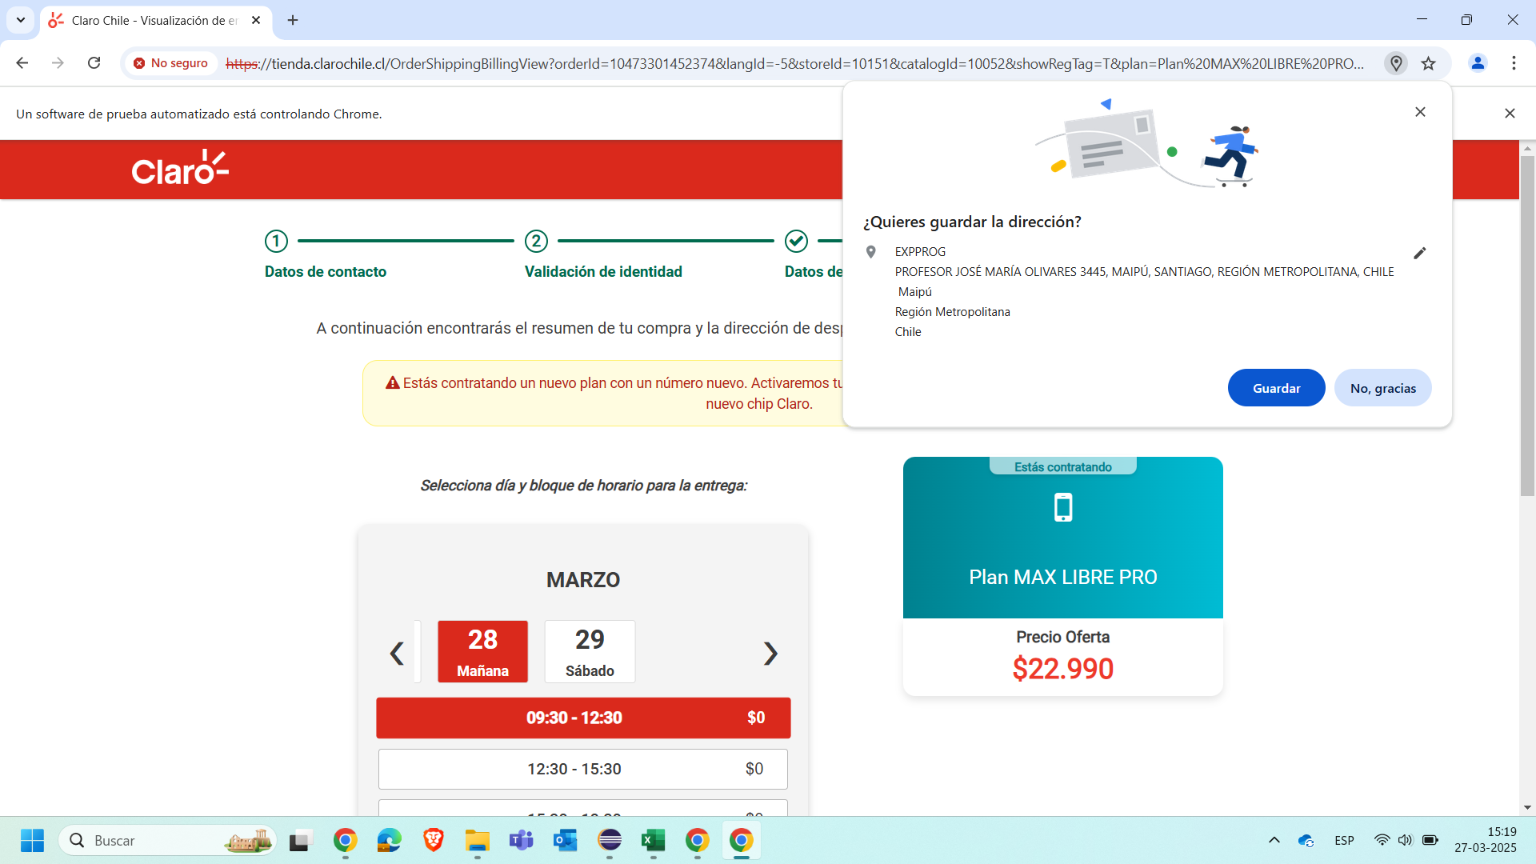 Claro Chile - Visualización de e
No seguro
https://tienda.clarochile.cl/OrderShippingBillingView?orderId=10473301452374&langId=-5&storeId=10151&catalogId=10052&showRegTag=T&plan=Plan%20MAX%20LIBRE%20PRO...
Un software de prueba automatizado está controlando Chrome.
Claro
1
2
Datos de contacto
Validación de identidad
Datos de
¿Quieres guardar la dirección?
EXPPROG
PROFESOR JOSÉ MARÍA OLIVARES 3445, MAIPÚ, SANTIAGO, REGIÓN METROPOLITANA, CHILE
Maipú
Región Metropolitana
Chile
Guardar
No, gracias
A continuación encontrarás el resumen de tu compra y la dirección de
Estás contratando un nuevo plan con un número nuevo. Activaremos tu
nuevo chip Claro.
Selecciona día y bloque de horario para la entrega:
MARZO
28
Mañana
29
Sábado
09:30 - 12:30 $0
12:30 - 15:30 $0
Estás contratando
Plan MAX LIBRE PRO
Precio Oferta
$22.990
Buscar
ESP
15:19
27-03-2025